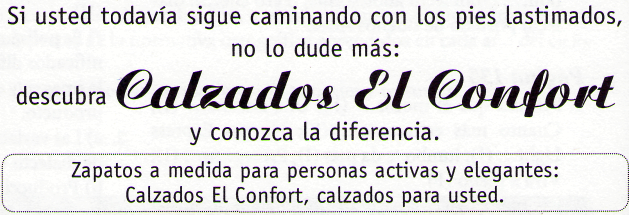 Si usted todavía sigue caminando con los pies lastimados,
no lo dude más:
descubra Calzados El Confort
y conozca la diferencia.
Zapatos a medida para personas activas y elegantes:
Calzados El Confort, calzados para usted.